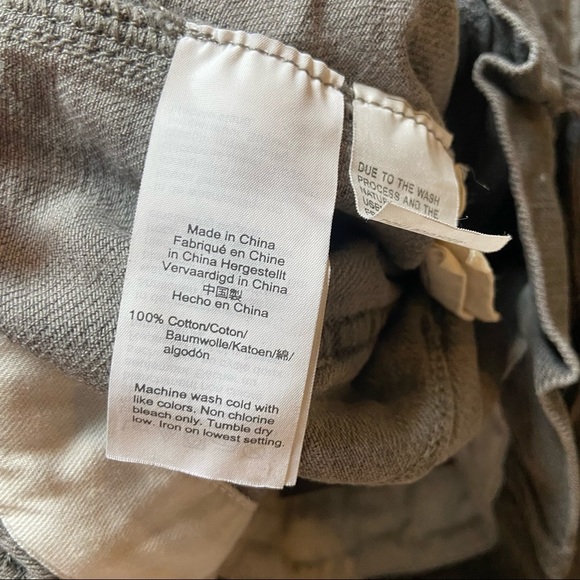 Made in China
Fabriqué en Chine
in China Hergestellt
Vervaardigd in China
中国製
Hecho en China
100% Cotton/Coton/
Baumwolle/Katoen/綿/
algodón
Machine wash cold with
like colors. Non chlorine
bleach only. Tumble dry
low. Iron on lowest setting.
DUE TO THE WASH
PROCESS AND THE